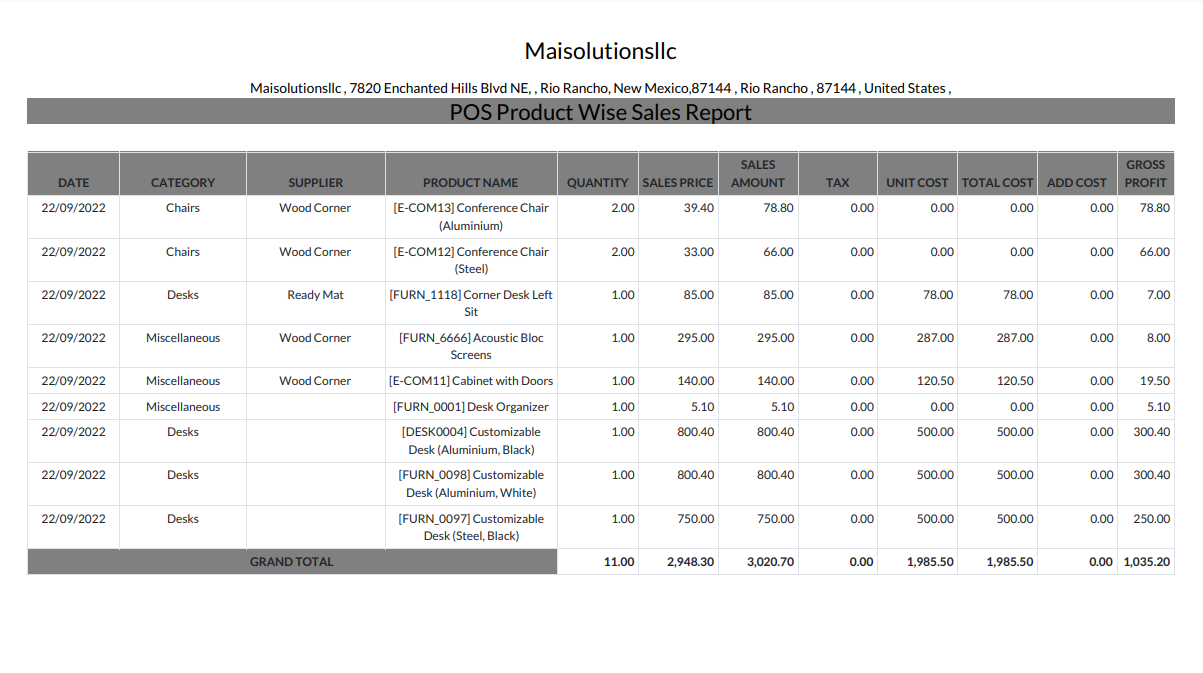 Maisolutionsllc
Maisolutionsllc , 7820 Enchanted Hills Blvd NE, , Rio Rancho, New Mexico,87144 , Rio Rancho , 87144 , United States ,
POS Product Wise Sales Report
DATE CATEGORY SUPPLIER PRODUCT NAME QUANTITY SALES PRICE SALES AMOUNT TAX UNIT COST TOTAL COST ADD COST GROSS PROFIT
22/09/2022 Chairs Wood Corner [E-COM13] Conference Chair 2.00 39.40 78.80 0.00 0.00 0.00 0.00 78.80
(Aluminium)
22/09/2022 Chairs Wood Corner [E-COM12] Conference Chair 2.00 33.00 66.00 0.00 0.00 0.00 0.00 66.00
(Steel)
22/09/2022 Desks Ready Mat [FURN_1118] Corner Desk Left 1.00 85.00 85.00 0.00 78.00 78.00 0.00 7.00
Sit
22/09/2022 Miscellaneous Wood Corner [FURN_6666] Acoustic Bloc 1.00 295.00 295.00 0.00 287.00 287.00 0.00 8.00
Screens
22/09/2022 Miscellaneous Wood Corner [E-COM11] Cabinet with Doors 1.00 140.00 140.00 0.00 120.50 120.50 0.00 19.50
22/09/2022 Miscellaneous [FURN_0001] Desk Organizer 1.00 5.10 5.10 0.00 0.00 0.00 0.00 5.10
22/09/2022 Desks [DESK0004] Customizable 1.00 800.40 800.40 0.00 500.00 500.00 0.00 300.40
Desk (Aluminium, Black)
22/09/2022 Desks [FURN_0098] Customizable 1.00 800.40 800.40 0.00 500.00 500.00 0.00 300.40
Desk (Aluminium, White)
22/09/2022 Desks [FURN_0097] Customizable 1.00 750.00 750.00 0.00 500.00 500.00 0.00 250.00
Desk (Steel, Black)
GRAND TOTAL 11.00 2,948.30 3,020.70 0.00 1,985.50 1,985.50 0.00 1,035.20